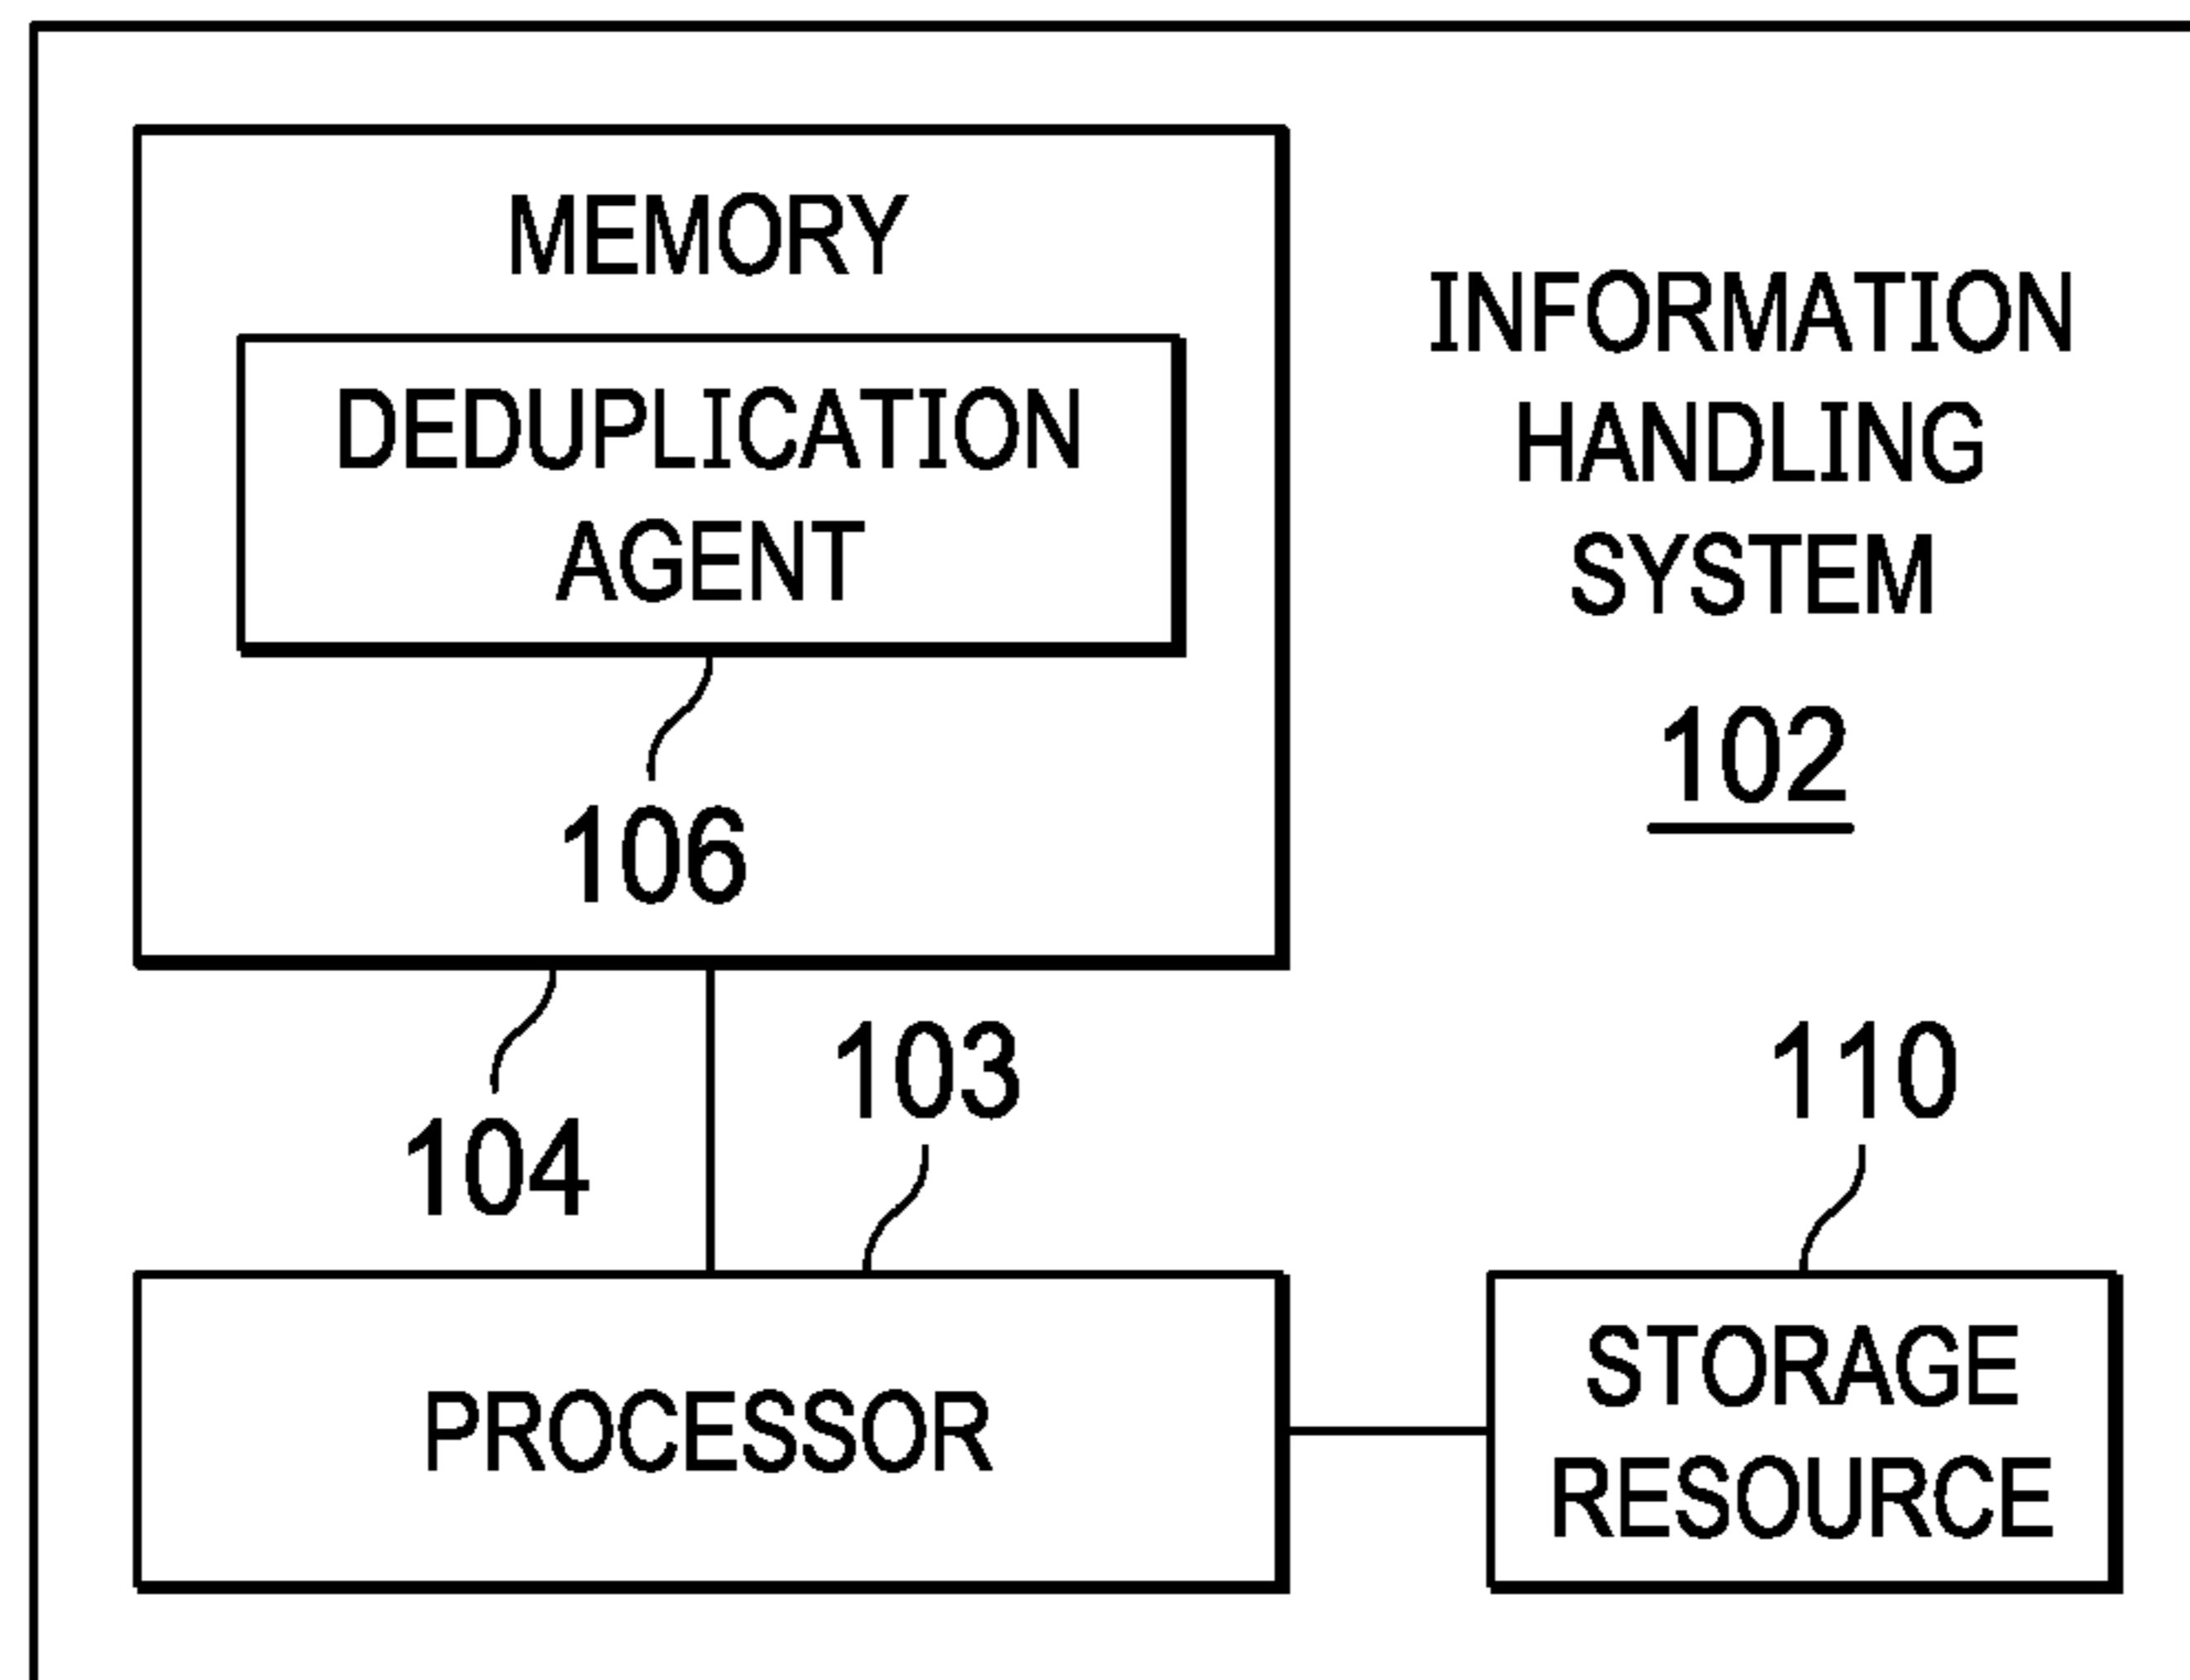 MEMORY
DEDUPLICATION
AGENT
106
INFORMATION
HANDLING
SYSTEM
102
104
103
110
PROCESSOR
STORAGE
RESOURCE